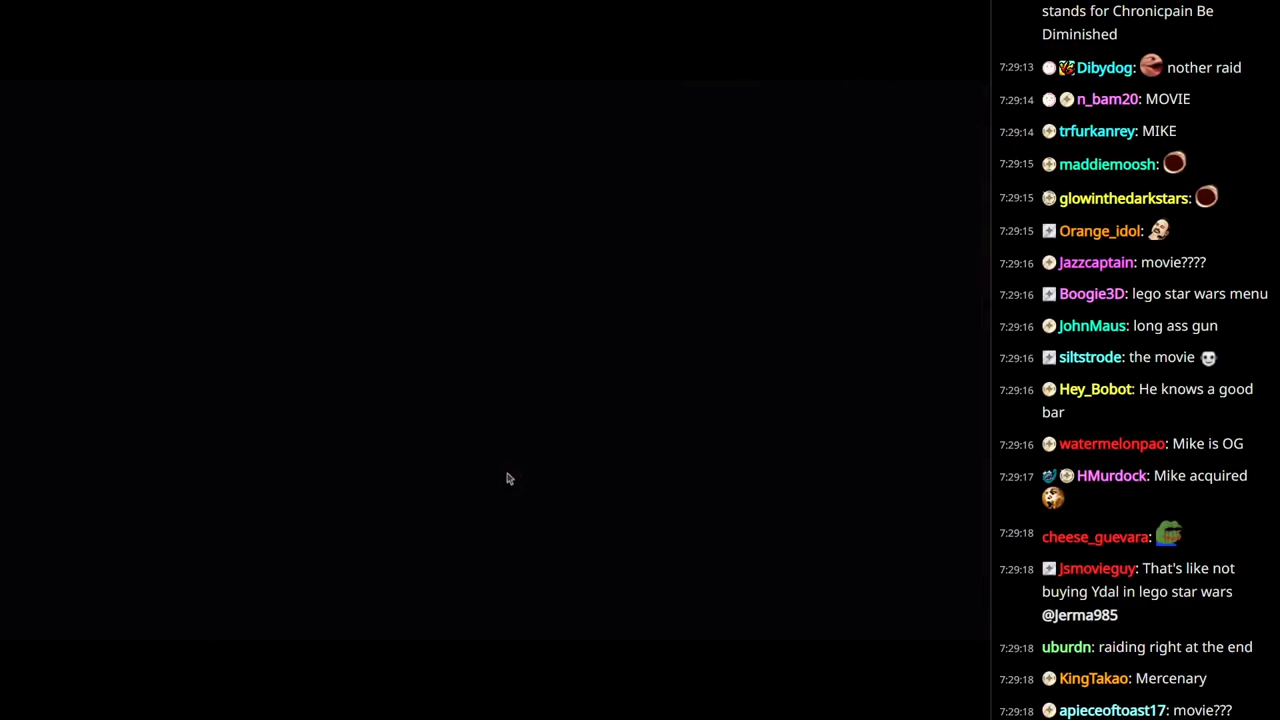 stands for Chronicpain Be
Diminished
7:29:13 Dibydog: nother raid
7:29:14 n_bam20: MOVIE
7:29:14 trfurkanrey: MIKE
7:29:15 maddiemoosh:
7:29:15 glowinthedarkstars:
7:29:15 Orange_idol:
7:29:16 Jazzcaptain: movie????
7:29:16 Boogie3D: lego star wars menu
7:29:16 JohnMaus: long ass gun
7:29:16 siltstrode: the movie
7:29:16 Hey_Bobot: He knows a good
bar
7:29:16 watermelonpao: Mike is OG
7:29:17 HMurdock: Mike acquired
7:29:18 cheese_guevara:
7:29:18 Jsmovieguy: That's like not
buying Ydal in lego star wars
@Jerma985
7:29:18 uburdn: raiding right at the end
7:29:18 KingTakao: Mercenary
7:29:18 apieceoftoast17: movie???